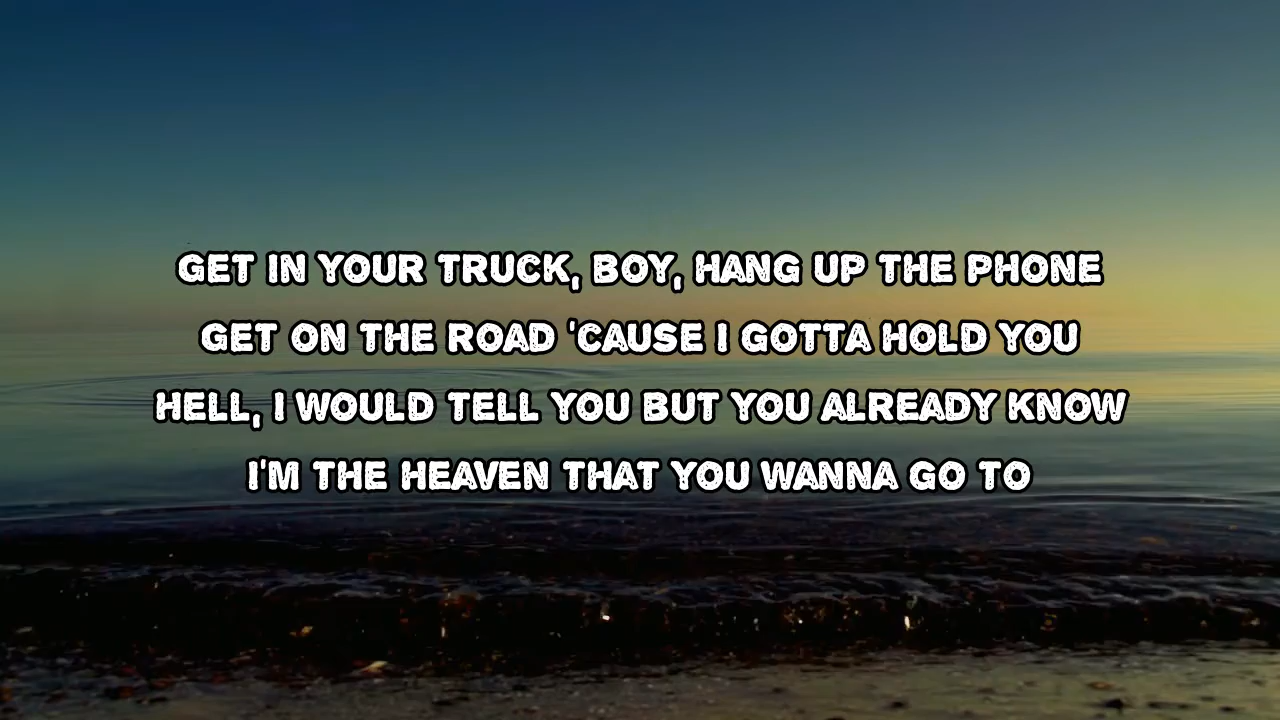 GET IN YOUR TRUCK, BOY, HANG UP THE PHONE
GET ON THE ROAD 'CAUSE I GOTTA HOLD YOU
HELL, I WOULD TELL YOU BUT YOU ALREADY KNOW
I'M THE HEAVEN THAT YOU WANNA GO TO